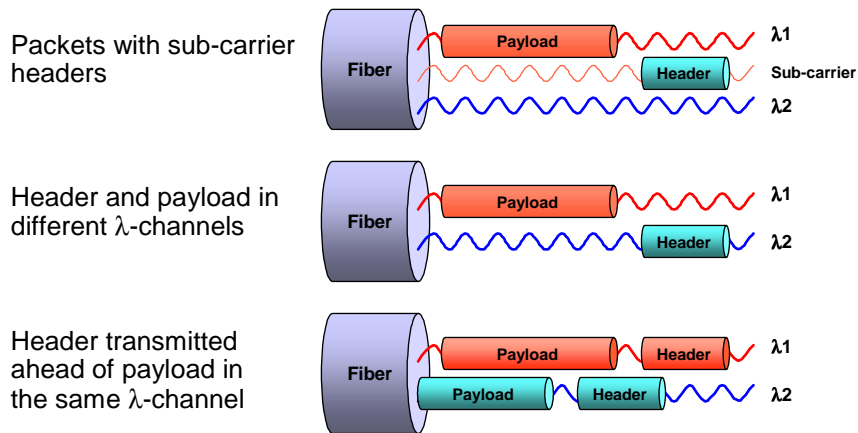 Packets with sub-carrier
headers
Fiber
Payload
λ1
Header
Sub-carrier
λ2
Header and payload in
different λ-channels
Fiber
Payload
λ1
Header
λ2
Header transmitted
ahead of payload in
the same λ-channel
Fiber
Payload
Header
λ1
Payload
Header
λ2